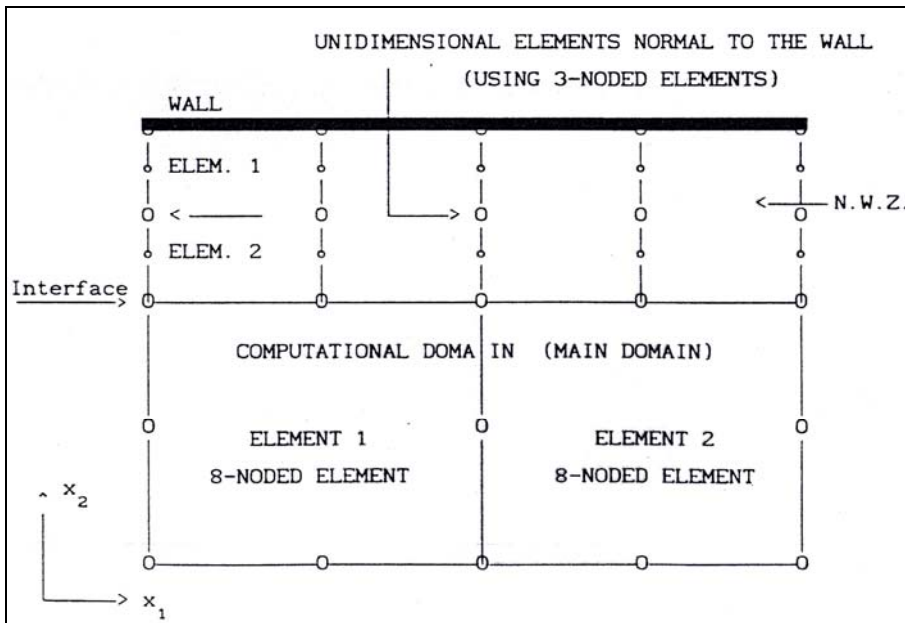 UNIDIMENSIONAL ELEMENTS NORMAL TO THE WALL
(USING 3-NODED ELEMENTS)
WALL
ELEM. 1
N.W.Z.
ELEM. 2
Interface
COMPUTATIONAL DOMAIN (MAIN DOMAIN)
ELEMENT 1
8-NODED ELEMENT
ELEMENT 2
8-NODED ELEMENT
x₂
x₁